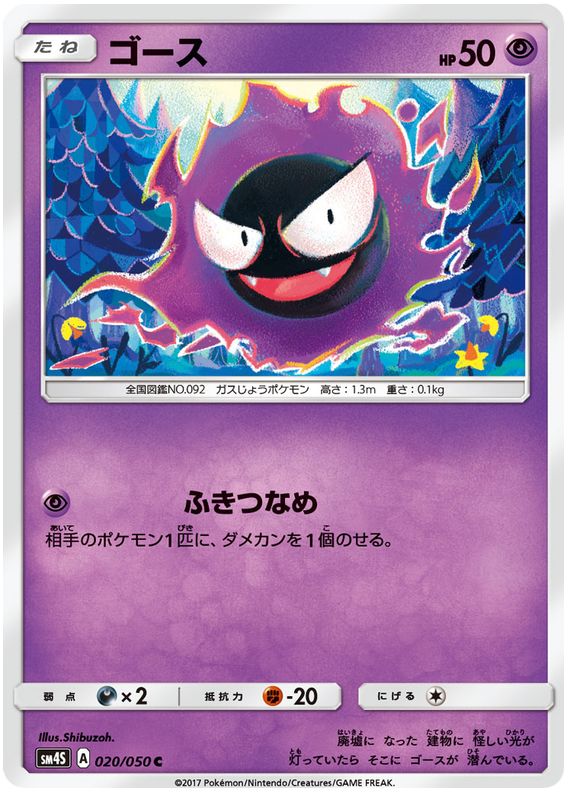 たね ゴース HP 50
全国図鑑NO.092 ガスじょうポケモン 高さ:1.3m 重さ:0.1kg
ふきつなめ
相手のポケモン1匹に、ダメカンを1個のせる。
弱点 ×2 抵抗力 -20 にげる
Illus.Shibuzoh.
SM4S A 020/050 C
廃墟に なった 建物に 怪しい光が
灯っていたら そこに ゴースが 潜んでいる。
©2017 Pokémon/Nintendo/Creatures/GAME FREAK.